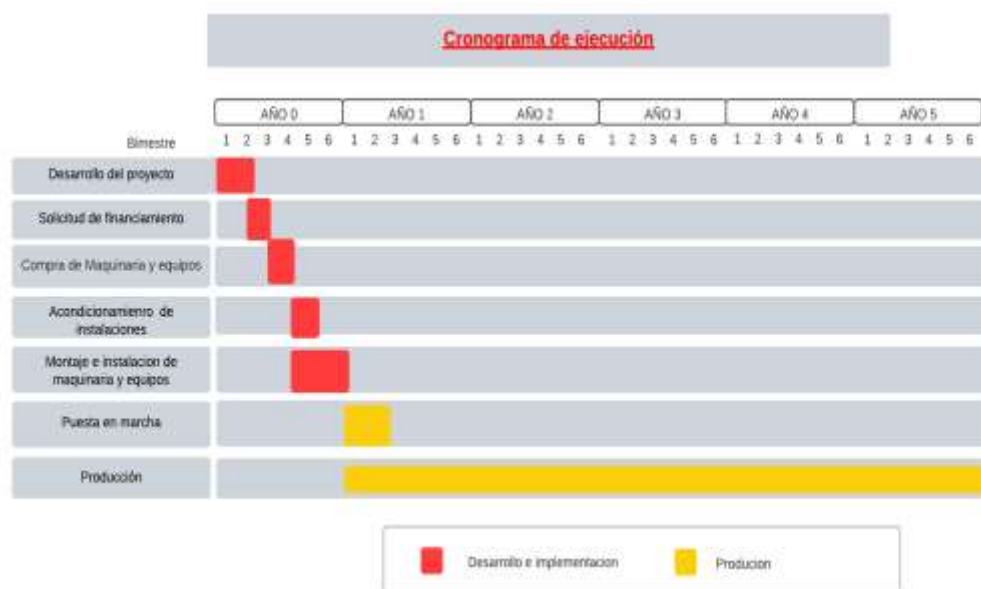 Cronograma de ejecución
AÑO 0 AÑO 1 AÑO 2 AÑO 3 AÑO 4 AÑO 5
Bimestre 1 2 3 4 5 6 1 2 3 4 5 6 1 2 3 4 5 6 1 2 3 4 5 6 1 2 3 4 5 6 1 2 3 4 5 6
Desarrollo del proyecto
Solicitud de financiamiento
Compra de Maquinaria y equipos
Acondicionamienro de
instalaciones
Montaje e instalacion de
maquinaria y equipos
Puesta en marcha
Producción
Desarrollo e implementacion Producion